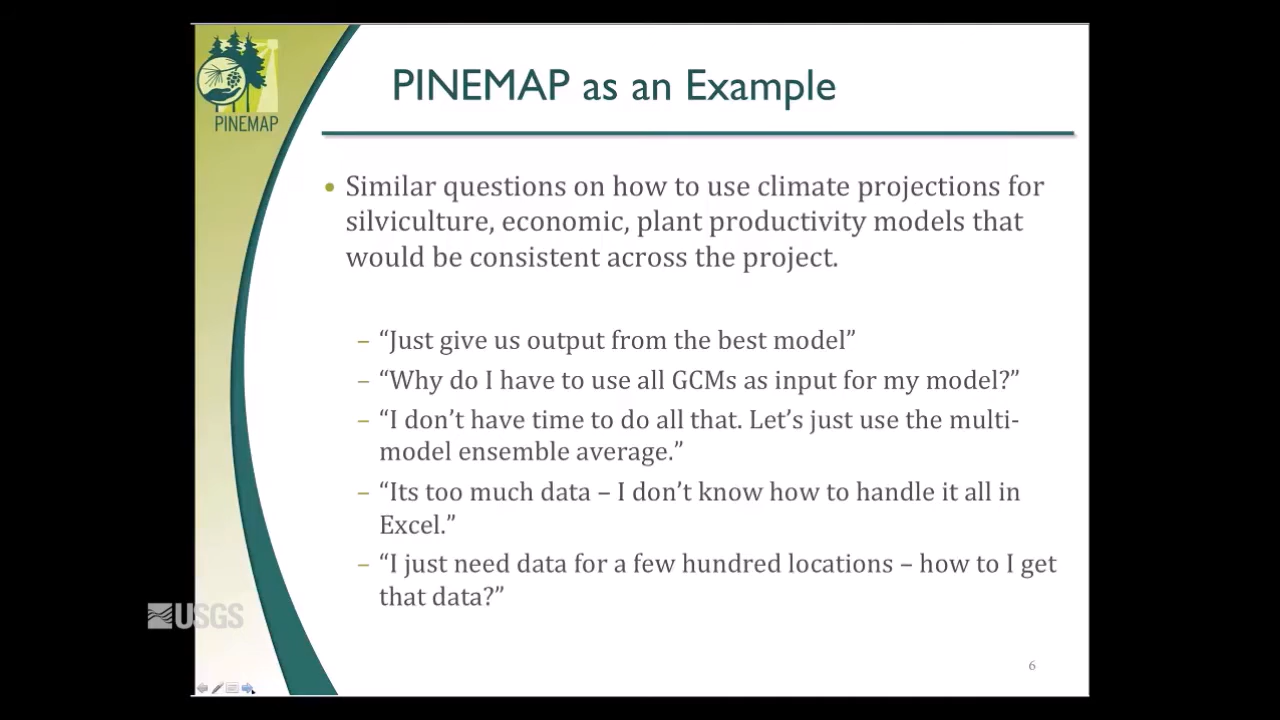 PINEMAP
PINEMAP as an Example
• Similar questions on how to use climate projections for
silviculture, economic, plant productivity models that
would be consistent across the project.
– “Just give us output from the best model”
– “Why do I have to use all GCMs as input for my model?”
– “I don’t have time to do all that. Let’s just use the multi-
model ensemble average.”
– “Its too much data – I don’t know how to handle it all in
Excel.”
– “I just need data for a few hundred locations – how to I get
that data?”
USGS
6